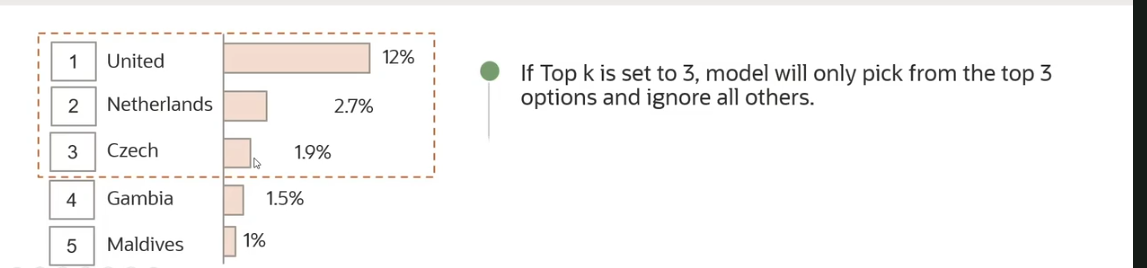 1 United 12%
2 Netherlands 2.7%
3 Czech 1.9%
4 Gambia 1.5%
5 Maldives 1%
If Top k is set to 3, model will only pick from the top 3
options and ignore all others.